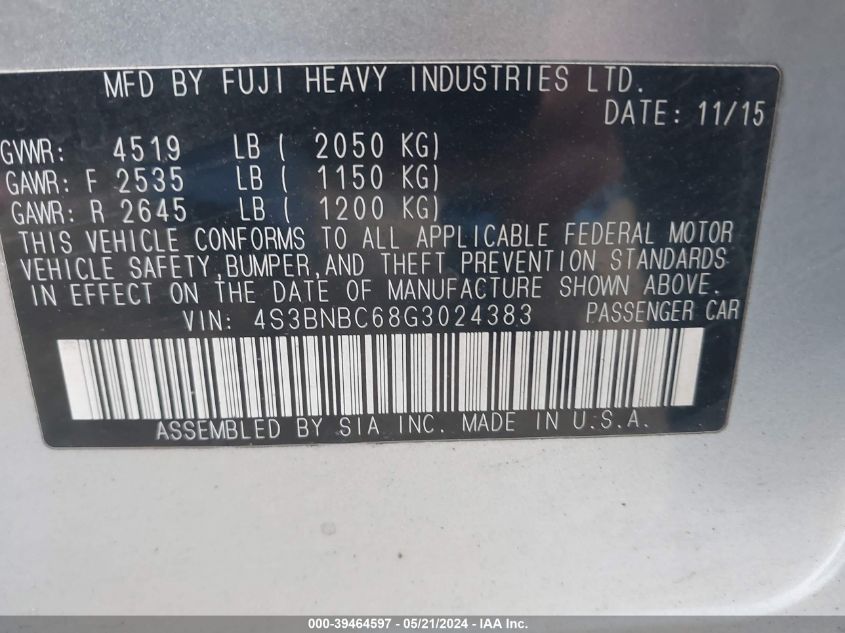 MFD BY FUJI HEAVY INDUSTRIES LTD.
DATE: 11/15
GVWR: 4519 LB ( 2050 KG)
GAWR: F 2535 LB ( 1150 KG)
GAWR: R 2645 LB ( 1200 KG)
THIS VEHICLE CONFORMS TO ALL APPLICABLE FEDERAL MOTOR
VEHICLE SAFETY, BUMPER, AND THEFT PREVENTION STANDARDS
IN EFFECT ON THE DATE OF MANUFACTURE SHOWN ABOVE.
VIN: 4S3BNBC68G3024383 PASSENGER CAR
ASSEMBLED BY SIA INC. MADE IN U.S.A.
000-39464597 - 05/21/2024 - IAA Inc.